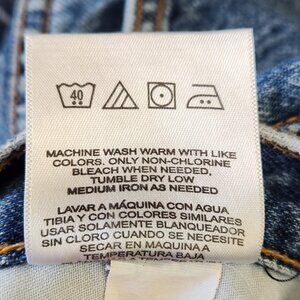 40
MACHINE WASH WARM WITH LIKE
COLORS. ONLY NON-CHLORINE
BLEACH WHEN NEEDED,
TUMBLE DRY LOW
MEDIUM IRON AS NEEDED
LAVAR A MÁQUINA CON AGUA
TIBIA Y CON COLORES SIMILARES
USAR SOLAMENTE BLANQUEADOR
SIN CLORO CUANDO SE NECESITE
SECAR EN MAQUINA A
TEMPERATURA BAJA